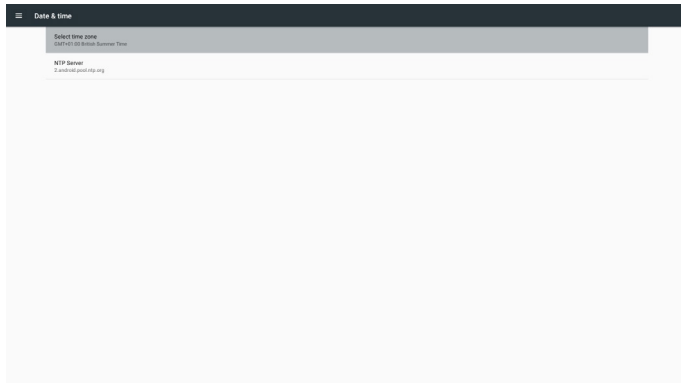 Date & time
Select time zone
GMT+01:00 British Summer Time
NTP Server
2.android.pool.ntp.org